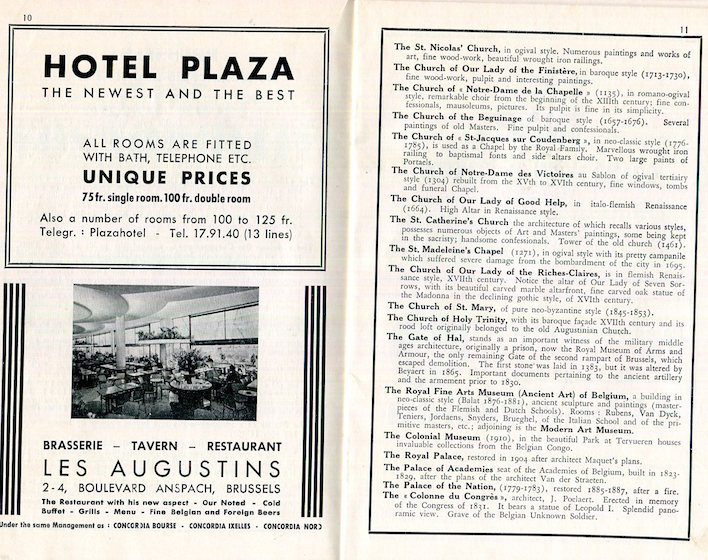 10
HOTEL PLAZA
THE NEWEST AND THE BEST
ALL ROOMS ARE FITTED
WITH BATH, TELEPHONE ETC.
UNIQUE PRICES
75 fr. single room. 100 fr. double room
Also a number of rooms from 100 to 125 fr.
Telegr. : Plazahotel - Tel. 17.91.40 (13 lines)
BRASSERIE – TAVERN – RESTAURANT
LES AUGUSTINS
2-4, BOULEVARD ANSPACH, BRUSSELS
The Restaurant with his new aspect - Our Noted - Cold
Buffet - Grills - Menu - Fine Belgian and Foreign Beers
Under the same Management as : CONCORDIA BOURSE - CONCORDIA IXELLES - CONCORDIA NORD
11
The St. Nicolas' Church, in ogival style. Numerous paintings and works of
art, fine wood-work, beautiful wrought iron railings.
The Church of Our Lady of the Finistère, in baroque style (1713-1730),
fine wood-work, pulpit and interesting paintings.
The Church of « Notre-Dame de la Chapelle » (1135), in romano-ogival
style, remarkable choir from the beginning of the XIIIth century; fine con-
fessionals, mausoleums, pictures. Its pulpit is fine in its simplicity.
The Church of the Beguinage of baroque style (1657-1676). Several
paintings of old Masters. Fine pulpit and confessionals.
The Church of « St-Jacques sur Coudenberg », in neo-classic style (1776-
1785), is used as a Chapel by the Royal Family. Marvellous wrought iron
railing to baptismal fonts and side altars choir. Two large paints of
Portaels.
The Church of Notre-Dame des Victoires au Sablon of ogival tertiary
style (1304) rebuilt from the XVth to XVIth century, fine windows, tombs
and funeral Chapel.
The Church of Our Lady of Good Help, in italo-flemish Renaissance
(1664). High Altar in Renaissance style.
The St. Catherine's Church the architecture of which recalls various styles,
possesses numerous objects of Art and Masters' paintings, some being kept
in the sacristy; handsome confessionals. Tower of the old church (1461).
The St. Madeleine's Chapel (1271), in ogival style with its pretty campanile
which suffered severe damage from the bombardment of the city in 1695.
The Church of Our Lady of the Riches-Claires, is in flemish Renais-
sance style, XVIIth century. Notice the altar of Our Lady of Seven Sor-
rows, with its beautiful carved marble altarfront, fine carved oak statue of
the Madonna in the declining gothic style, of XVIth century.
The Church of St. Mary, of pure neo-byzantine style (1845-1853).
The Church of Holy Trinity, with its baroque façade XVIIth century and its
rood loft originally belonged to the old Augustinian Church.
The Gate of Hal, stands as an important witness of the military middle
ages architecture, originally a prison, now the Royal Museum of Arms and
Armour, the only remaining Gate of the second rampart of Brussels, which
escaped demolition. The first stone was laid in 1383, but it was altered by
Beyaert in 1865. Important documents pertaining to the ancient artillery
and the armement prior to 1830.
The Royal Fine Arts Museum (Ancient Art) of Belgium, a building in
neo-classic style (Balat 1876-1881), ancient sculpture and paintings (master-
pieces of the Flemish and Dutch Schools). Rooms : Rubens, Van Dyck,
Teniers, Jordaens, Snyders, Brueghel, of the Italian School and of the pri-
mitive masters, etc.; adjoining is the Modern Art Museum.
The Colonial Museum (1910), in the beautiful Park at Tervueren houses
invaluable collections from the Belgian Congo.
The Royal Palace, restored in 1904 after architect Maquet's plans.
The Palace of Academies seat of the Academies of Belgium, built in 1823-
1829, after the plans of the architect Van der Straeten.
The Palace of the Nation, (1779-1783), restored 1885-1887, after a fire.
The « Colonne du Congrès », architect, J. Poelaert. Erected in memory
of the Congress of 1831. It bears a statue of Leopold I. Splendid pano-
ramic view. Grave of the Belgian Unknown Soldier.